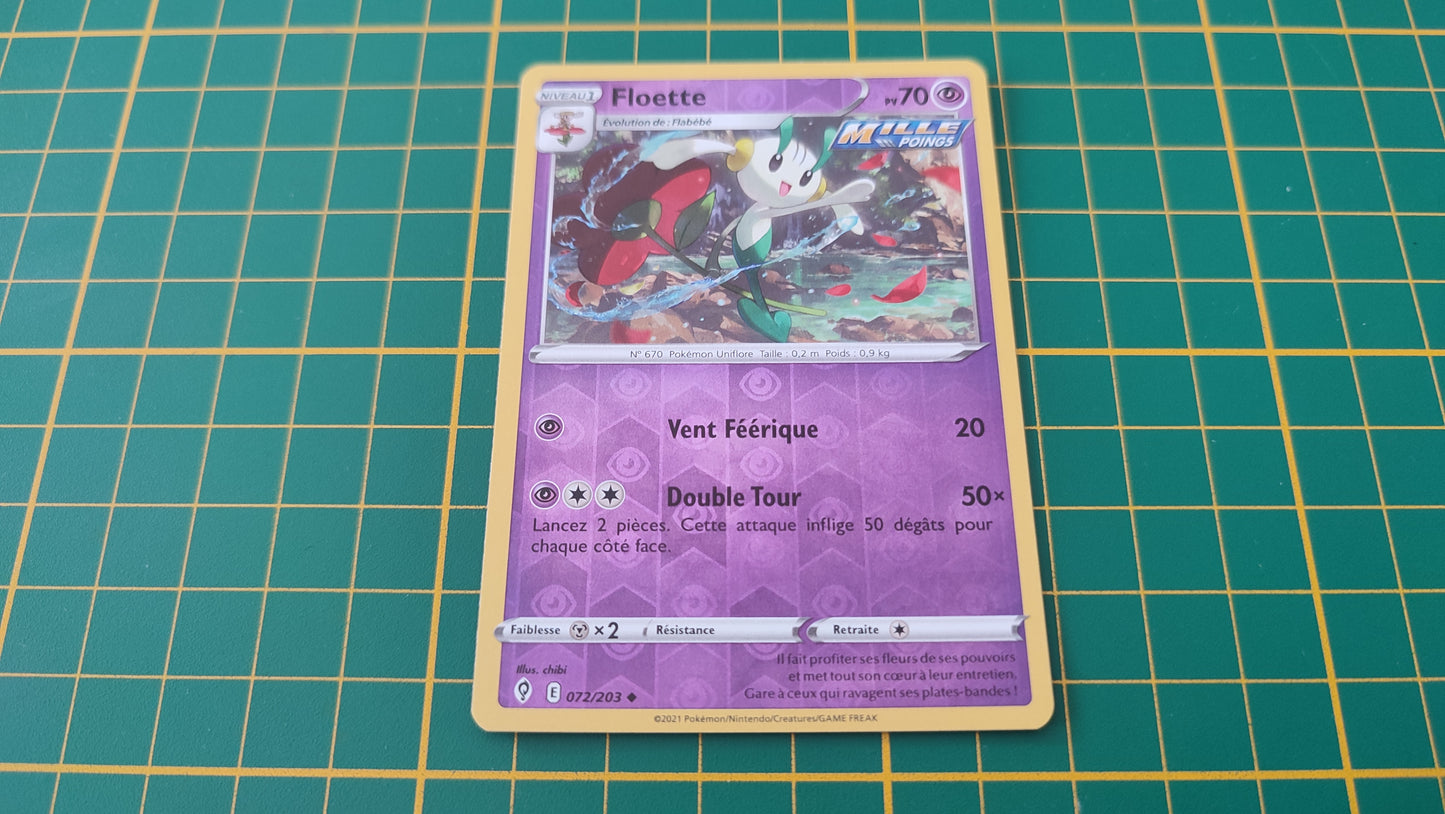 NIVEAU 1
Floette
PV 70
Évolution de : Flabébé
MILLE
POINGS
N° 670 Pokémon Uniflore Taille : 0,2 m Poids : 0,9 kg
Vent Féérique 20
Double Tour 50×
Lancez 2 pièces. Cette attaque inflige 50 dégâts pour
chaque côté face.
Faiblesse ×2 Résistance Retraite
Illus. chibi
Il fait profiter ses fleurs de ses pouvoirs
et met tout son cœur à leur entretien.
Gare à ceux qui ravagent ses plates-bandes !
E 072/203
©2021 Pokémon/Nintendo/Creatures/GAME FREAK